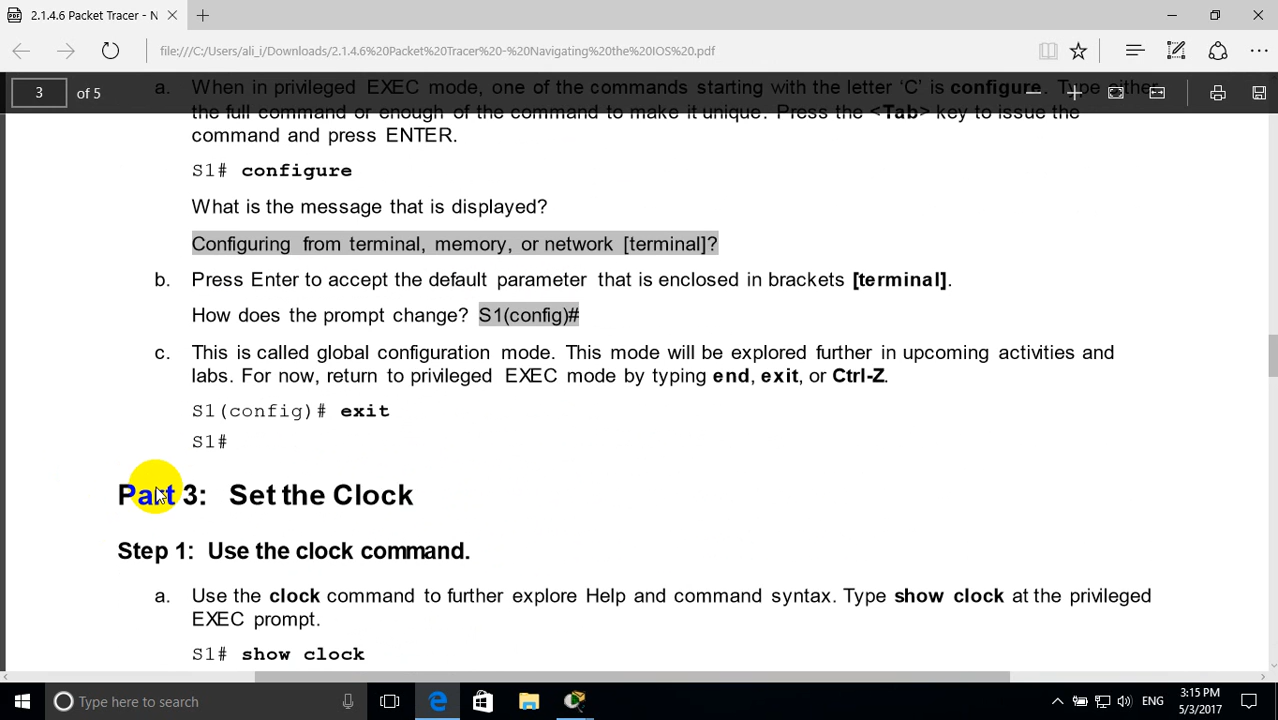 2.1.4.6 Packet Tracer - N
file:///C:/Users/ali_i/Downloads/2.1.4.6%20Packet%20Tracer%20-%20Navigating%20the%20IOS%20.pdf
3 of 5
a. When in privileged EXEC mode, one of the commands starting with the letter ‘C’ is configure. Type either
the full command or enough of the command to make it unique. Press the <Tab> key to issue the
command and press ENTER.
S1# configure
What is the message that is displayed?
Configuring from terminal, memory, or network [terminal]?
b. Press Enter to accept the default parameter that is enclosed in brackets [terminal].
How does the prompt change? S1(config)#
c. This is called global configuration mode. This mode will be explored further in upcoming activities and
labs. For now, return to privileged EXEC mode by typing end, exit, or Ctrl-Z.
S1(config)# exit
S1#
Part 3: Set the Clock
Step 1: Use the clock command.
a. Use the clock command to further explore Help and command syntax. Type show clock at the privileged
EXEC prompt.
S1# show clock
Type here to search
ENG
3:15 PM
5/3/2017